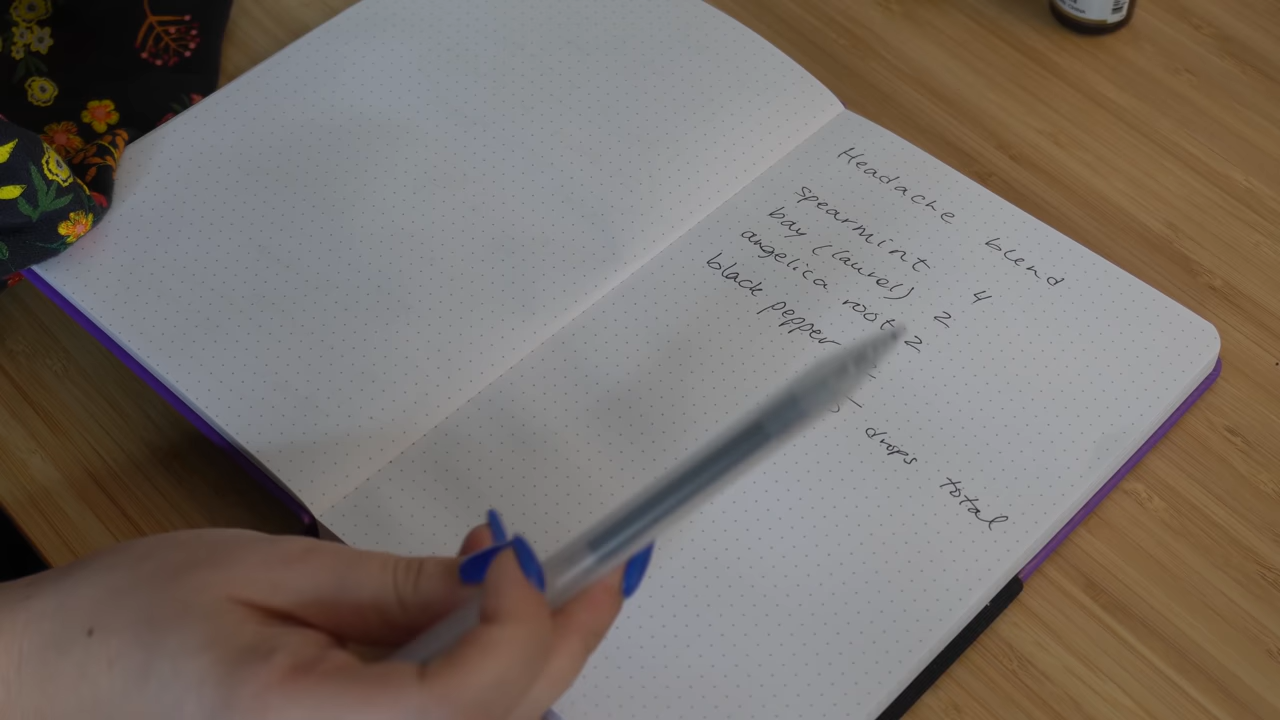 Headache blend
spearmint 4
bay (laurel) 2
angelica root 2
black pepper
drops total